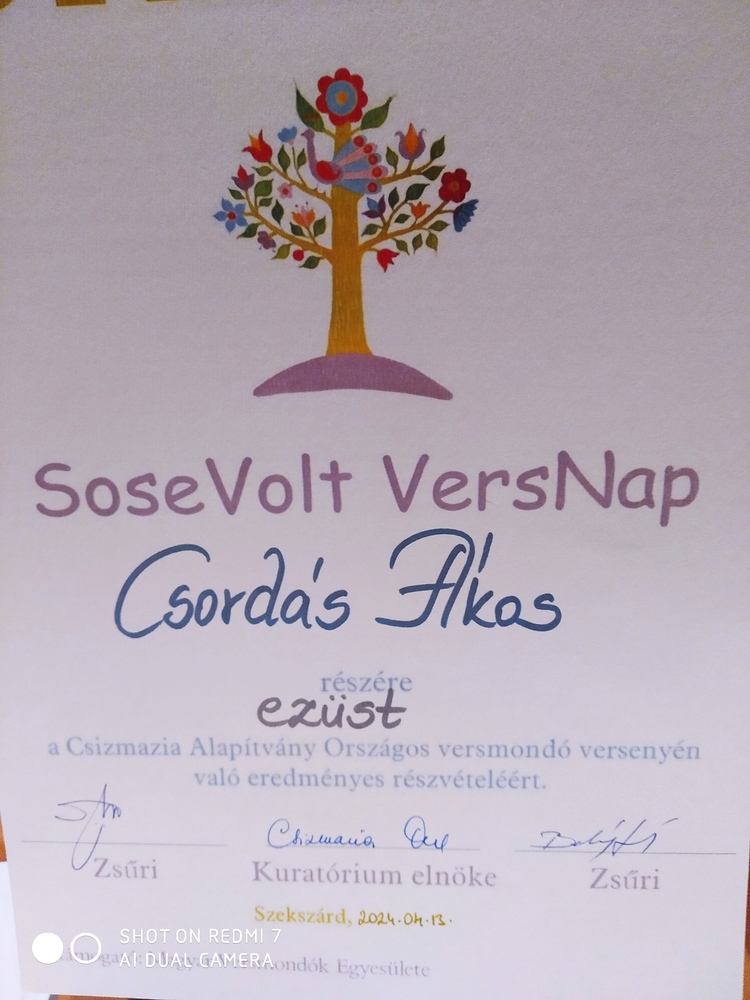 SoseVolt VersNap
Csordás Ákos
részére
ezüst
a Csizmazia Alapítvány Országos versmondó versenyén
való eredményes részvételéért.
Csizmazia
Zsűri
Kuratórium elnöke
Zsűri
Szekszárd, 2024.04.13.
SHOT ON REDMI 7
AI DUAL CAMERA
Egyesülete